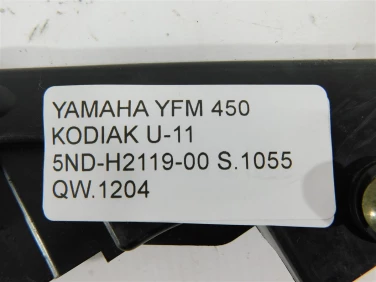 YAMAHA YFM 450
KODIAK U-11
5ND-H2119-00 S.1055
QW.1204